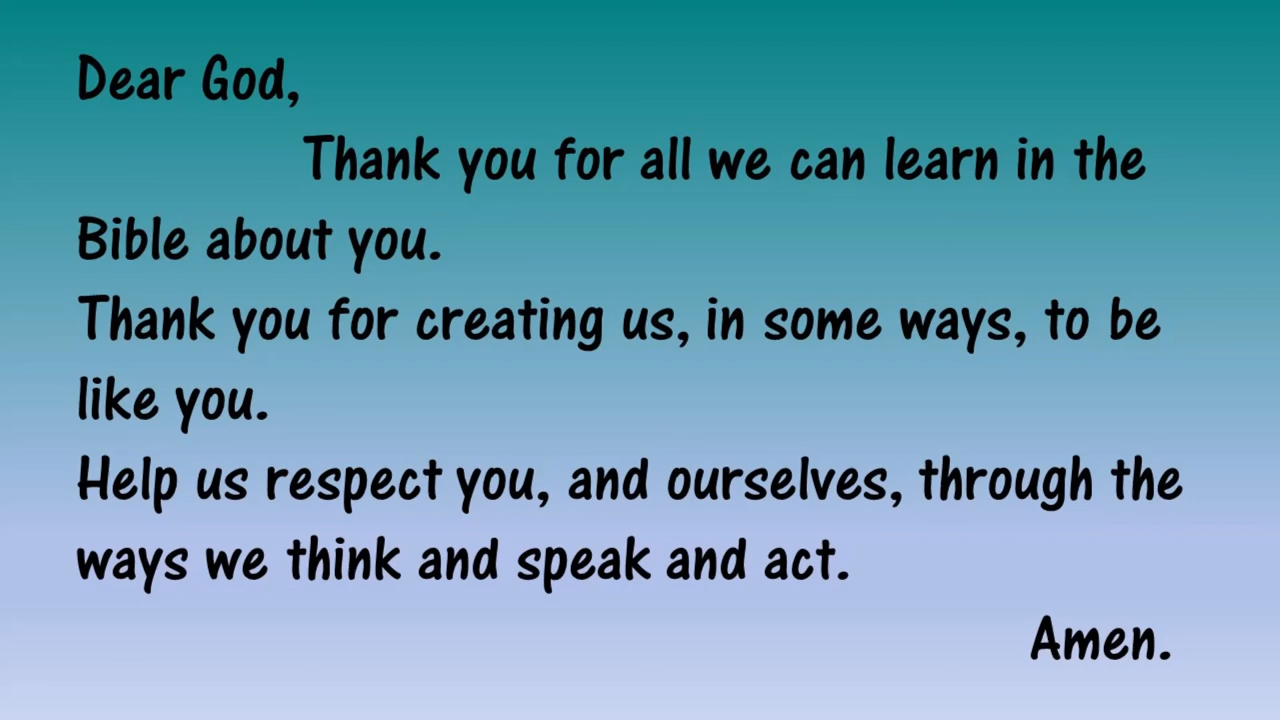 Dear God,
Thank you for all we can learn in the
Bible about you.
Thank you for creating us, in some ways, to be
like you.
Help us respect you, and ourselves, through the
ways we think and speak and act.
Amen.